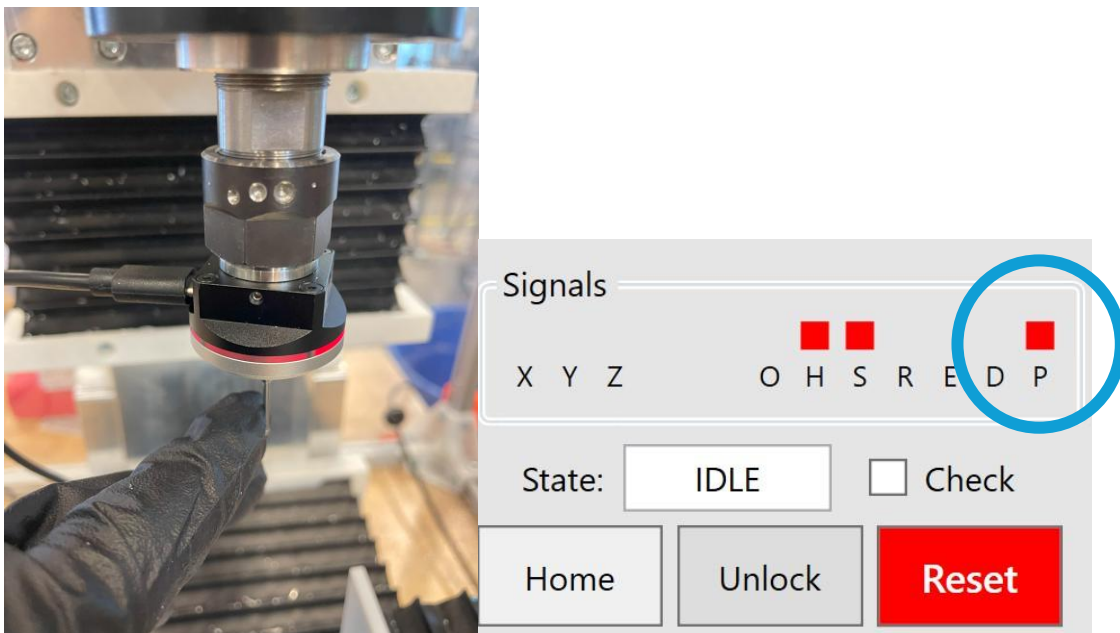 Signals
X Y Z O H S R E D P
State: IDLE Check
Home Unlock Reset